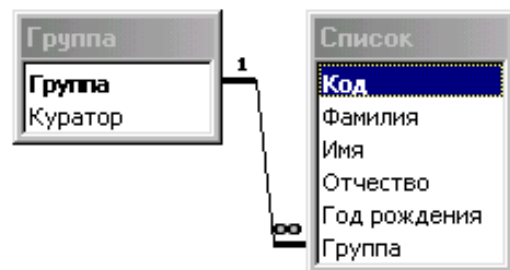 Группа
Группа
Куратор
1
∞
Список
Код
Фамилия
Имя
Отчество
Год рождения
Группа